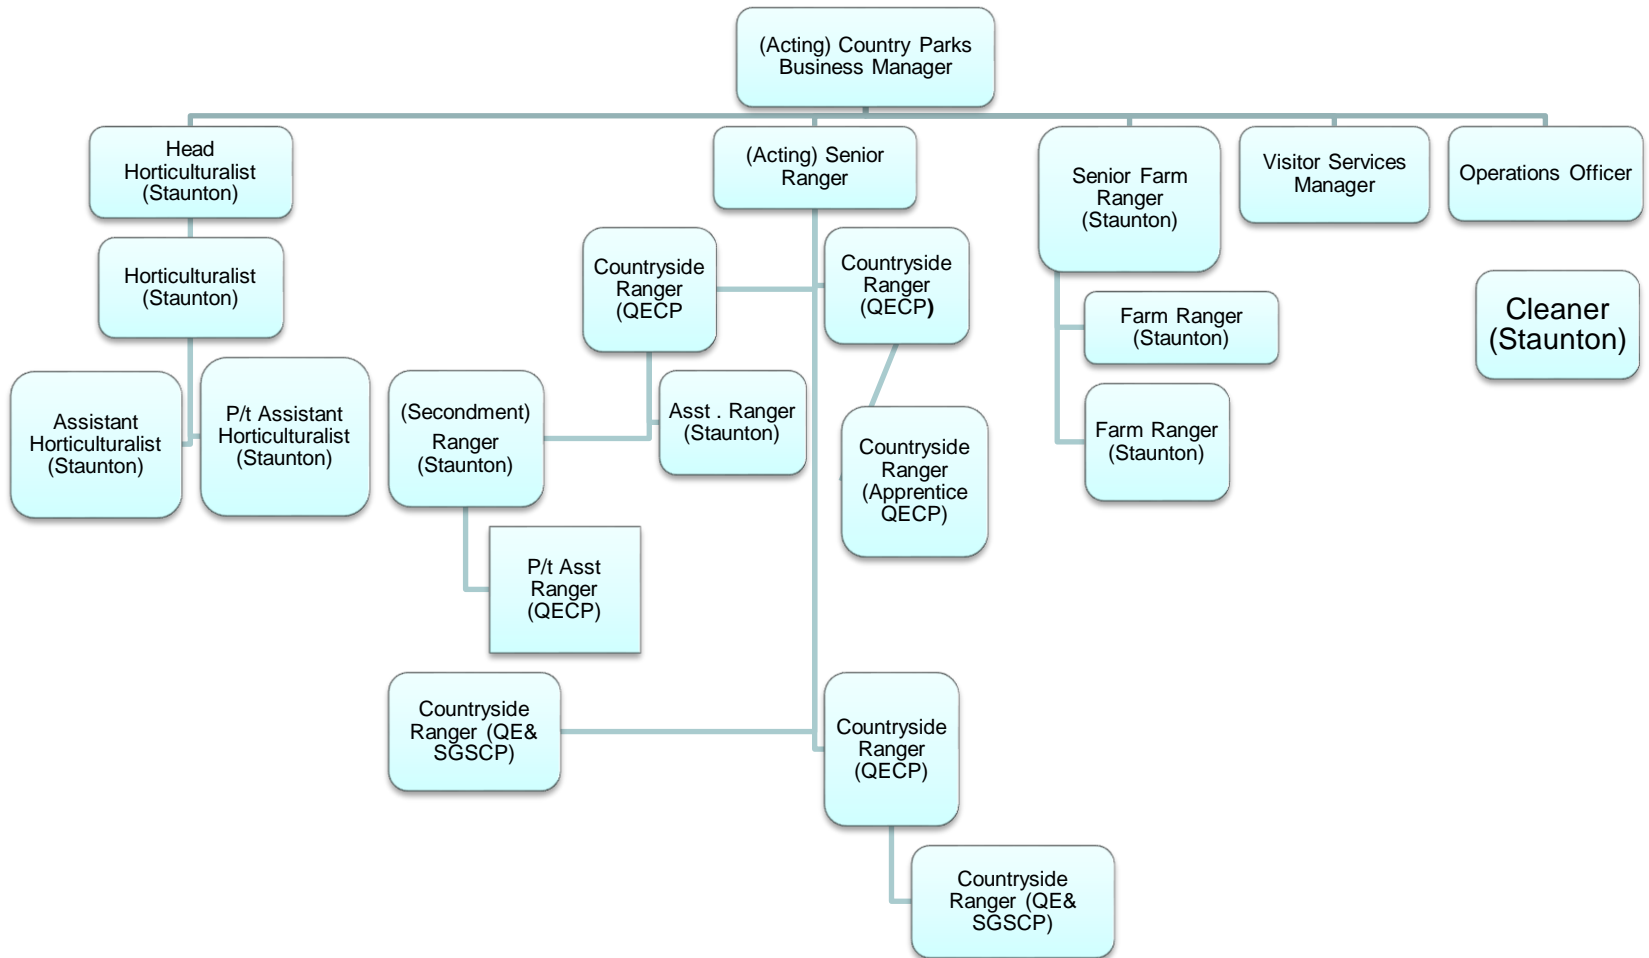 (Acting) Country Parks
Business Manager
Head
Horticulturalist
(Staunton)
(Acting) Senior
Ranger
Senior Farm
Ranger
(Staunton)
Visitor Services
Manager
Operations Officer
Horticulturalist
(Staunton)
Countryside
Ranger
(QECP
Countryside
Ranger
(QECP)
Farm Ranger
(Staunton)
Cleaner
(Staunton)
Assistant
Horticulturalist
(Staunton)
P/t Assistant
Horticulturalist
(Staunton)
(Secondment)
Ranger
(Staunton)
Asst . Ranger
(Staunton)
Countryside
Ranger
(Apprentice
QECP)
Farm Ranger
(Staunton)
P/t Asst
Ranger
(QECP)
Countryside
Ranger (QE&
SGSCP)
Countryside
Ranger
(QECP)
Countryside
Ranger (QE&
SGSCP)